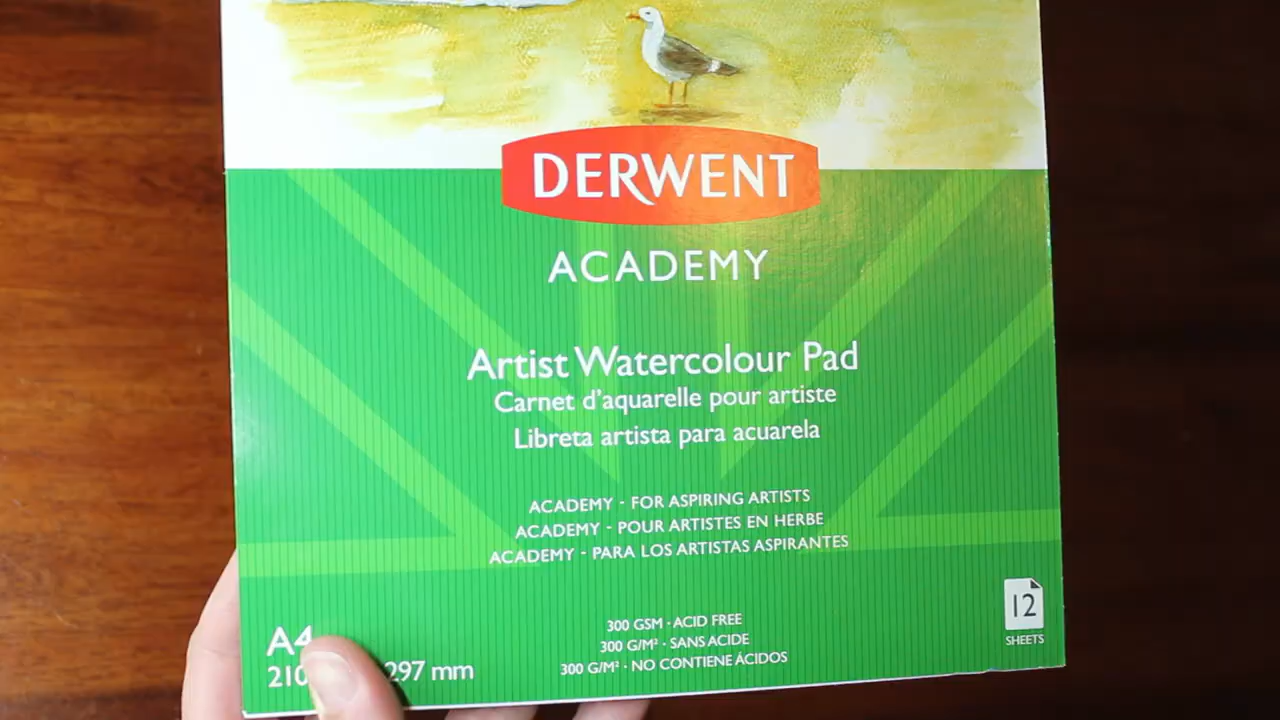 DERWENT
ACADEMY
Artist Watercolour Pad
Carnet d'aquarelle pour artiste
Libreta artista para acuarela
ACADEMY - FOR ASPIRING ARTISTS
ACADEMY - POUR ARTISTES EN HERBE
ACADEMY - PARA LOS ARTISTAS ASPIRANTES
300 GSM · ACID FREE
300 G/M² · SANS ACIDE
300 G/M² · NO CONTIENE ÁCIDOS
A4
210 297 mm
12
SHEETS